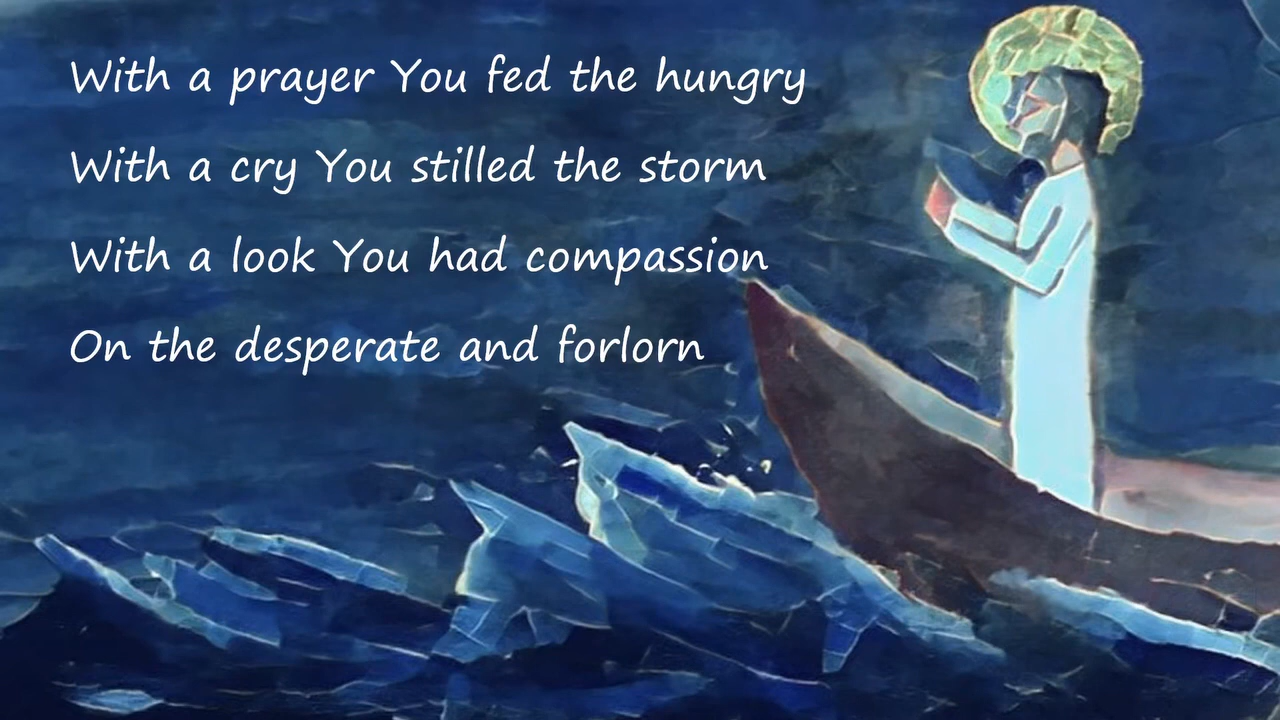 With a prayer You fed the hungry
With a cry You stilled the storm
With a look You had compassion
On the desperate and forlorn